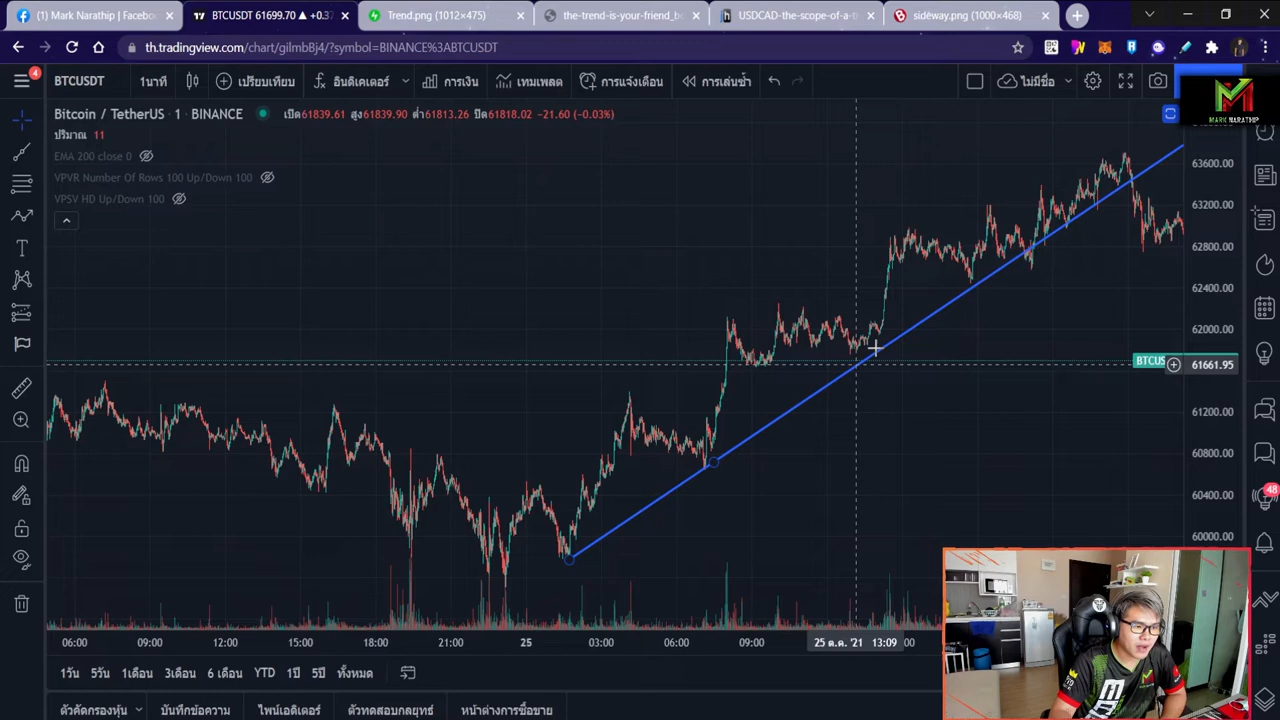 Mark Narathip | Facebo
BTCUSDT 61699.70 ▲ +0.37
Trend.png (1012×475)
the-trend-is-your-friend_b
USDCAD-the-scope-of-a-t
sideway.png (1000×468)
th.tradingview.com/chart/gilmbBj4/?symbol=BINANCE%3ABTCUSDT
4
BTCUSDT
1นาที
เปรียบเทียบ
อินดิเคเตอร์
การเงิน
เทมเพลต
การแจ้งเตือน
การเล่นซ้ำ
ไม่มีชื่อ
MARK NARATHIP
Bitcoin / TetherUS · 1 · BINANCE
เปิด61839.61 สูง61839.90 ต่ำ61813.26 ปิด61818.02 -21.60 (-0.03%)
ปริมาณ 11
EMA 200 close 0
VPVR Number Of Rows 100 Up/Down 100
VPSV HD Up/Down 100
63600.00
63200.00
62800.00
62400.00
62000.00
BTCUS
61661.95
61200.00
60800.00
60400.00
60000.00
48
06:00
09:00
12:00
15:00
18:00
21:00
25
03:00
06:00
09:00
25 ต.ค. '21 13:09
:00
1วัน
5วัน
1เดือน
3เดือน
6 เดือน
YTD
1ปี
5ปี
ทั้งหมด
ตัวคัดกรองหุ้น
บันทึกข้อความ
ไพน์เอดิเตอร์
ตัวทดสอบกลยุทธ์
หน้าต่างการซื้อขาย